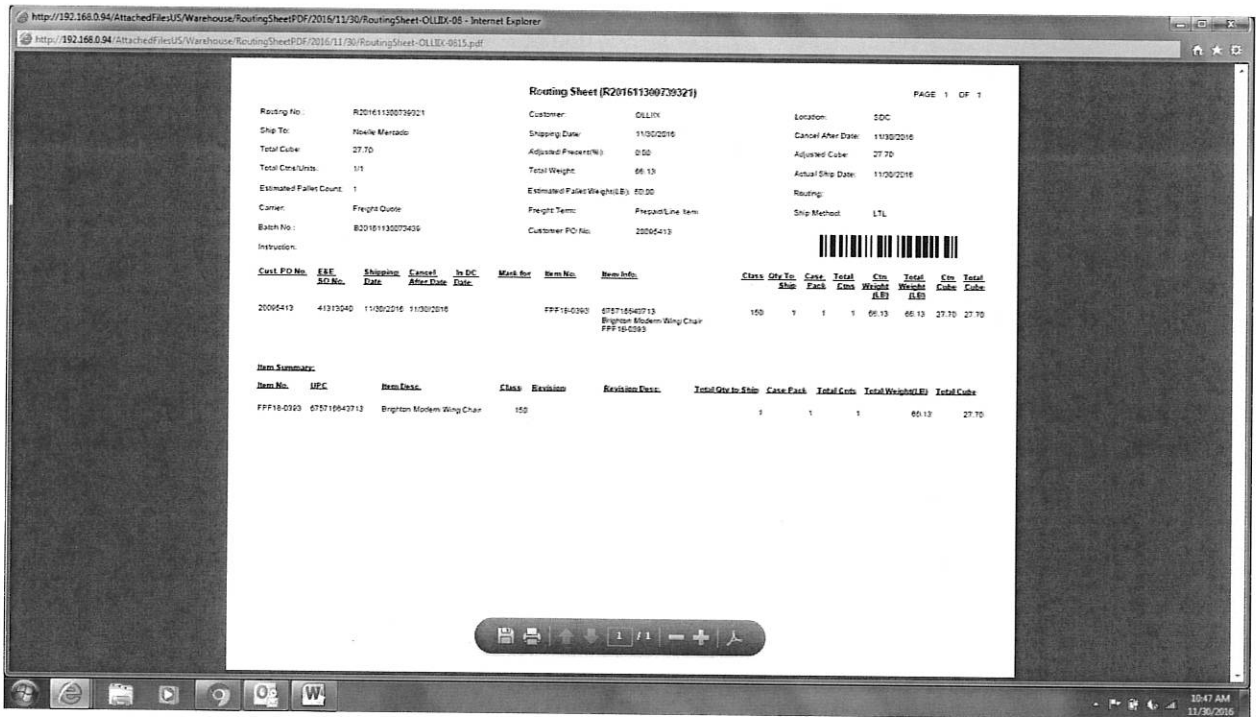 http://192.168.0.94/AttachedFilesUS/Warehouse/RoutingSheetPDF/2016/11/30/RoutingSheet-OLLIIX-06 - Internet Explorer
http://192.168.0.94/AttachedFilesUS/Warehouse/RoutingSheetPDF/2016/11/30/RoutingSheet-OLLIIX-0615.pdf
Routing Sheet (R201611300739321) PAGE 1 OF 1
Routing No.: R201611300739321 Customer: OLLIIX Location: SDC
Ship To: Noelle Mercado Shipping Date: 11/30/2016 Cancel After Date: 11/30/2016
Total Cube: 27.70 Adjusted Precent(%): 0.00 Adjusted Cube: 27.70
Total Ctns/Units: 1/1 Total Weight: 66.13 Actual Ship Date: 11/30/2016
Estimated Pallet Count: 1 Estimated Pallet Weight(LB): 50.00 Routing:
Carrier: Freight Quote Freight Term: Prepaid/Line Item Ship Method: LTL
Batch No.: B20161130073439 Customer PO No. 20095413
Instruction:
Cust. PO No. E&E SO No. Shipping Date Cancel After Date In DC Date Mark for Item No. Item Info. Class Qty To Ship Case Pack Total Ctns Ctn Weight (LB) Total Weight (LB) Ctn Cube Total Cube
20095413 41313040 11/30/2016 11/30/2016 FPF18-0393 675716643713 150 1 1 1 66.13 66.13 27.70 27.70
Brighton Modern Wing Chair
FPF18-0393
Item Summary:
Item No. UPC Item Desc. Class Revision Revision Desc. Total Qty to Ship Case Pack Total Cnts Total Weight(LB) Total Cube
FPF18-0393 675716643713 Brighton Modern Wing Chair 150 1 1 1 66.13 27.70
1 / 1
10:47 AM
11/30/2016